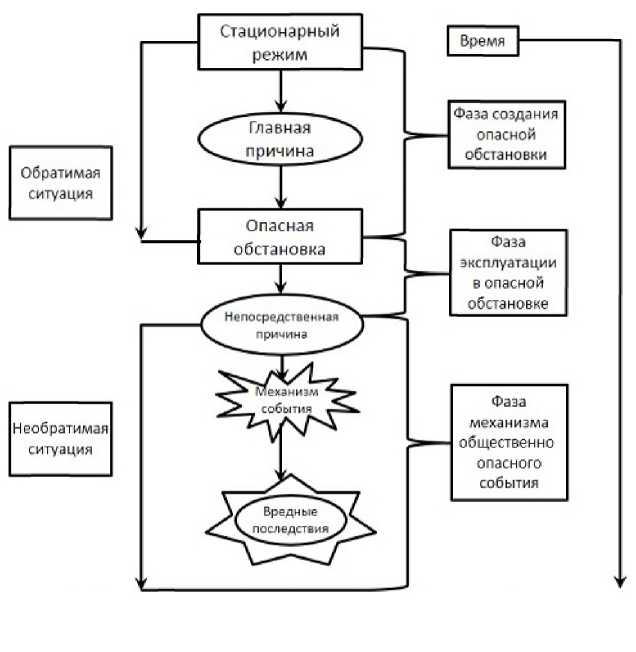 Стационарный
режим
Время
Главная
причина
Фаза создания
опасной
обстановки
Обратимая
ситуация
Опасная
обстановка
Фаза
эксплуатации
в опасной
обстановке
Непосредственная
причина
Механизм
события
Необратимая
ситуация
Фаза
механизма
общественно
опасного
события
Вредные
последствия